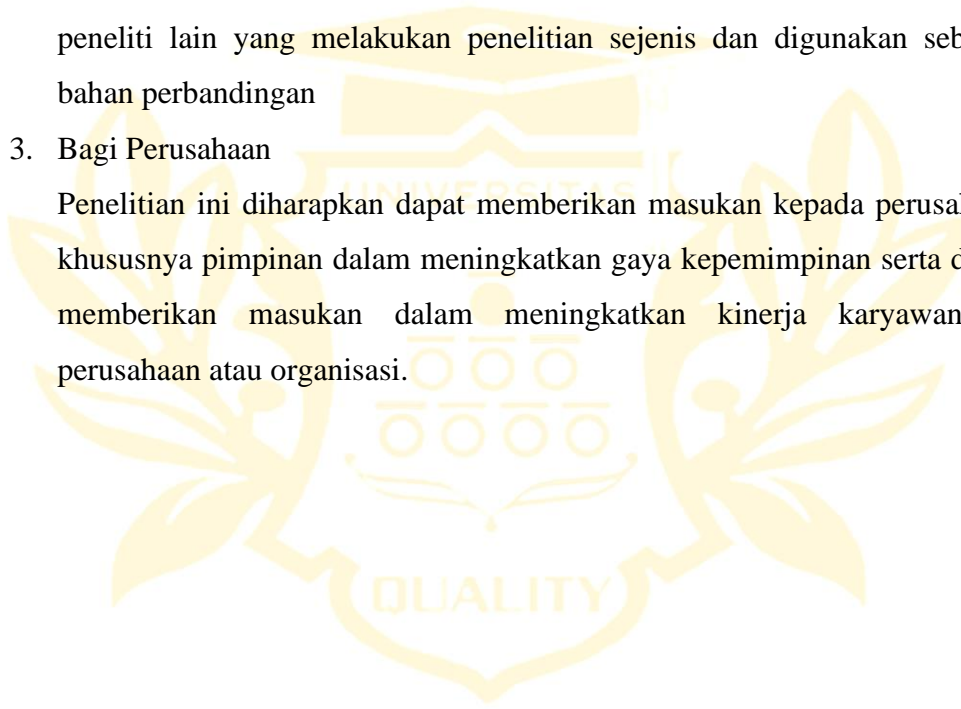 peneliti lain yang melakukan penelitian sejenis dan digunakan seb
bahan perbandingan
3. Bagi Perusahaan
UNIVERSITAS
Penelitian ini diharapkan dapat memberikan masukan kepada perusa
khususnya pimpinan dalam meningkatkan gaya kepemimpinan serta d
memberikan masukan dalam meningkatkan kinerja karyawan
perusahaan atau organisasi.
QUALITY